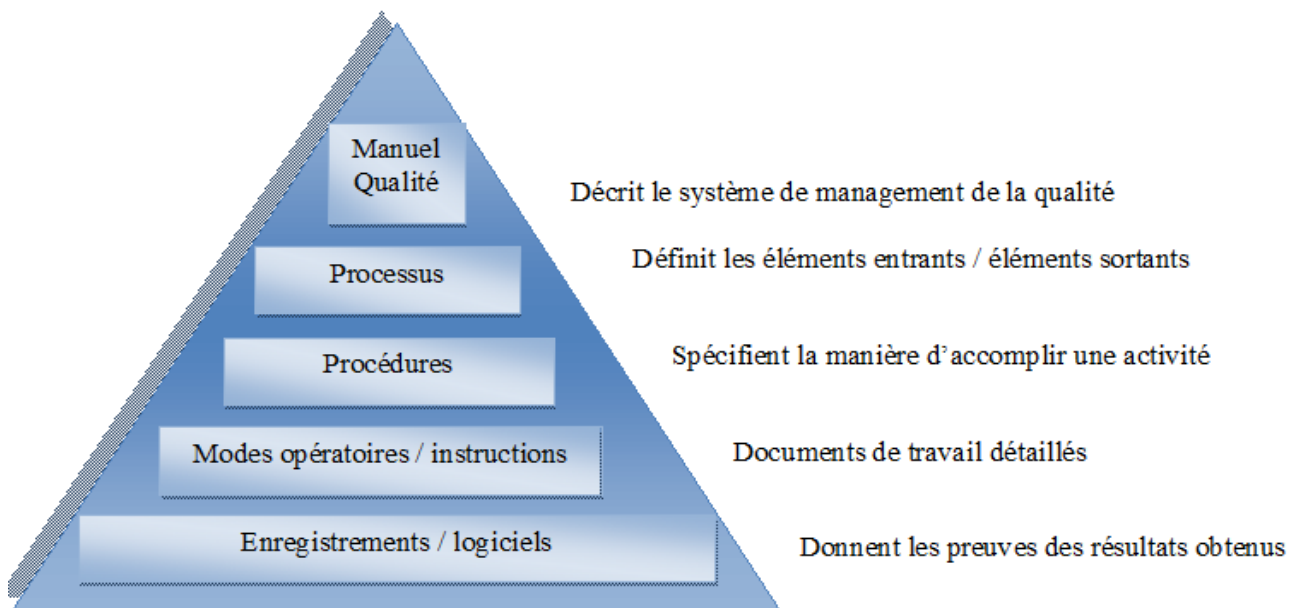 Manuel
Qualité
Décrit le système de management de la qualité
Processus
Définit les éléments entrants / éléments sortants
Procédures
Spécifient la manière d’accomplir une activité
Modes opératoires / instructions
Documents de travail détaillés
Enregistrements / logiciels
Donnent les preuves des résultats obtenus